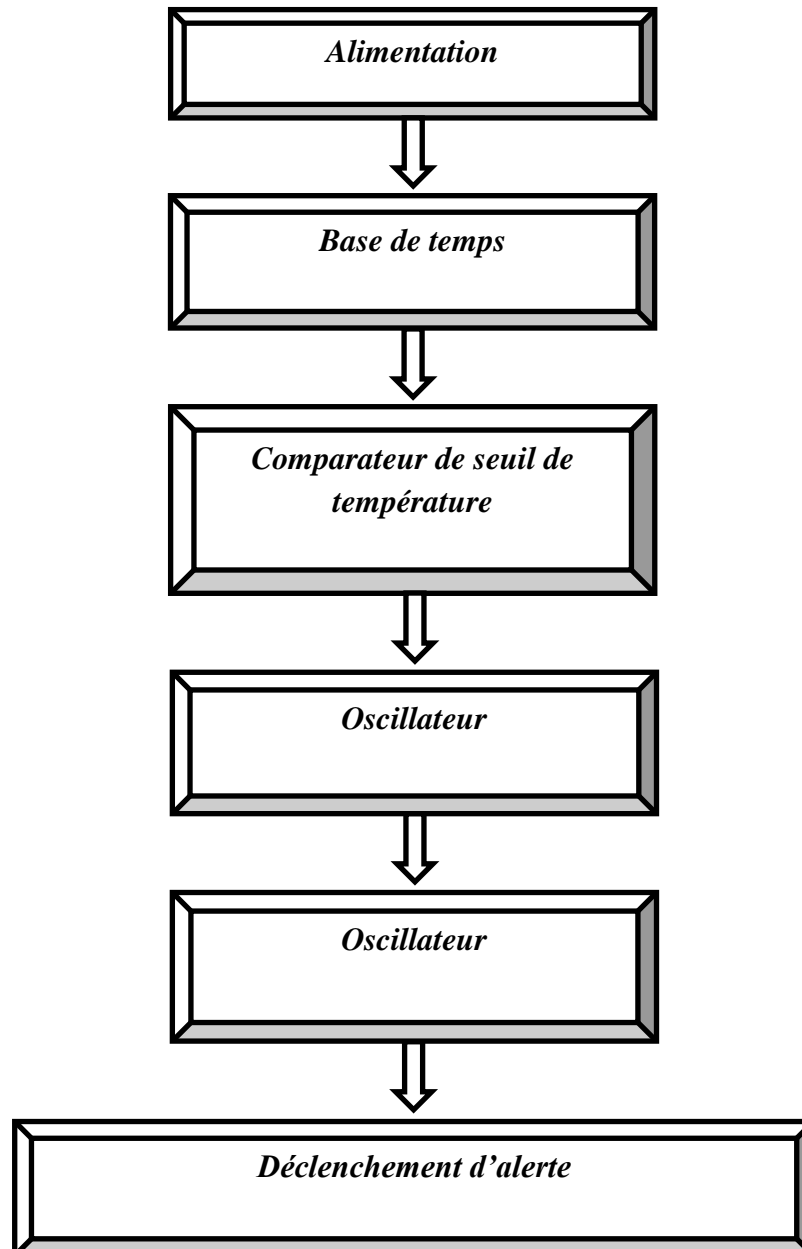 Alimentation
Base de temps
Comparateur de seuil de
température
Oscillateur
Oscillateur
Déclenchement d’alerte